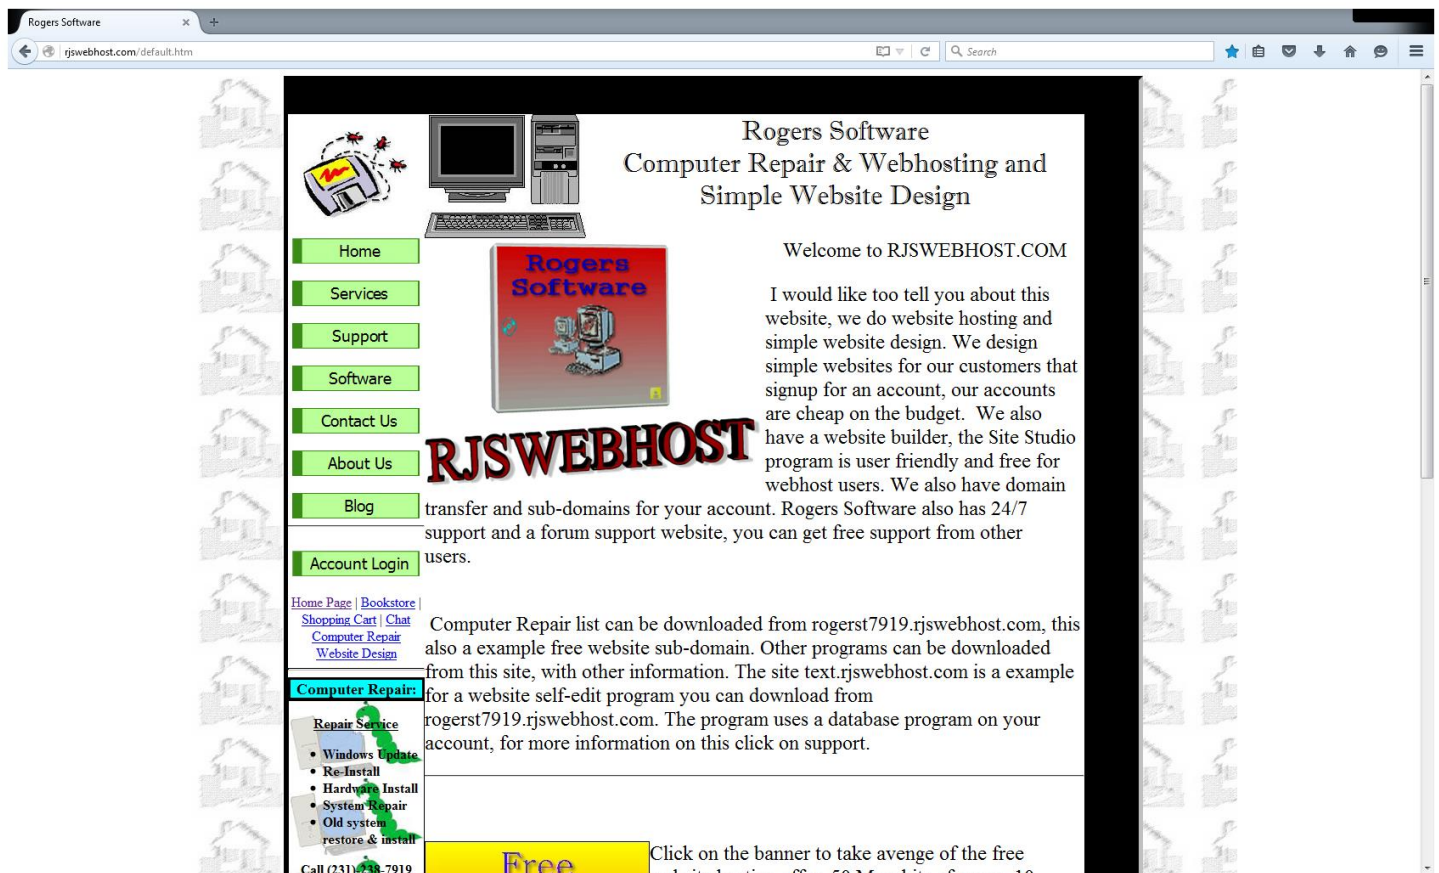 Rogers Software
rjswebhost.com/default.htm
Search
Rogers Software
Computer Repair & Webhosting and
Simple Website Design
Home
Services
Support
Software
Contact Us
About Us
Blog
Account Login
Home Page | Bookstore |
Shopping Cart | Chat
Computer Repair
Website Design
Computer Repair:
Repair Service
Windows Update
Re-Install
Hardware Install
System Repair
Old system
restore & install
Call (231)-238-7919
Rogers
Software
RJSWEBHOST
Welcome to RJSWEBHOST.COM
I would like too tell you about this
website, we do website hosting and
simple website design. We design
simple websites for our customers that
signup for an account, our accounts
are cheap on the budget. We also
have a website builder, the Site Studio
program is user friendly and free for
webhost users. We also have domain
transfer and sub-domains for your account. Rogers Software also has 24/7
support and a forum support website, you can get free support from other
users.
Computer Repair list can be downloaded from rogerst7919.rjswebhost.com, this
also a example free website sub-domain. Other programs can be downloaded
from this site, with other information. The site text.rjswebhost.com is a example
for a website self-edit program you can download from
rogerst7919.rjswebhost.com. The program uses a database program on your
account, for more information on this click on support.
Free
Click on the banner to take avenge of the free